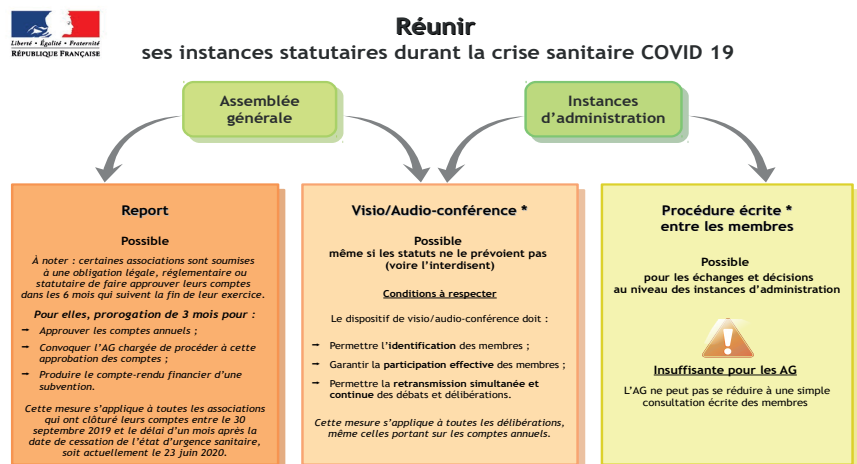 Liberté • Égalité • Fraternité
RÉPUBLIQUE FRANÇAISE
Réunir
ses instances statutaires durant la crise sanitaire COVID 19
Assemblée
générale
Instances
d’administration
Report
Possible
À noter : certaines associations sont soumises
à une obligation légale, réglementaire ou
statutaire de faire approuver leurs comptes
dans les 6 mois qui suivent la fin de leur exercice.
Pour elles, prorogation de 3 mois pour :
→ Approuver les comptes annuels ;
→ Convoquer l’AG chargée de procéder à cette
approbation des comptes ;
→ Produire le compte-rendu financier d’une
subvention.
Cette mesure s’applique à toutes les associations
qui ont clôturé leurs comptes entre le 30
septembre 2019 et le délai d’un mois après la
date de cessation de l’état d’urgence sanitaire,
soit actuellement le 23 juin 2020.
Visio/Audio-conférence *
Possible
même si les statuts ne le prévoient pas
(voire l’interdisent)
Conditions à respecter
Le dispositif de visio/audio-conférence doit :
→ Permettre l’identification des membres ;
→ Garantir la participation effective des membres ;
→ Permettre la retransmission simultanée et
continue des débats et délibérations.
Cette mesure s’applique à toutes les délibérations,
même celles portant sur les comptes annuels.
Procédure écrite *
entre les membres
Possible
pour les échanges et décisions
au niveau des instances d’administration
Insuffisante pour les AG
L’AG ne peut pas se réduire à une simple
consultation écrite des membres